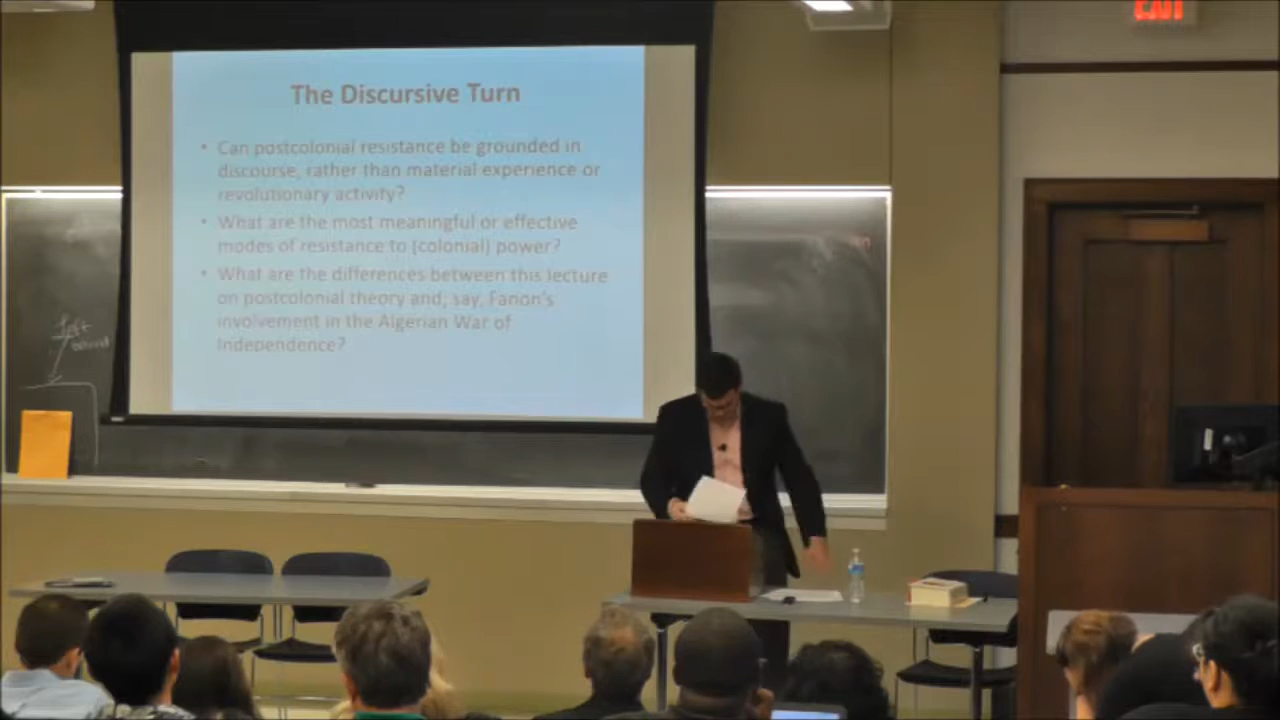 EXIT
The Discursive Turn
• Can postcolonial resistance be grounded in
discourse, rather than material experience or
revolutionary activity?
• What are the most meaningful or effective
modes of resistance to (colonial) power?
• What are the differences between this lecture
on postcolonial theory and, say, Fanon's
involvement in the Algerian War of
Independence?
left